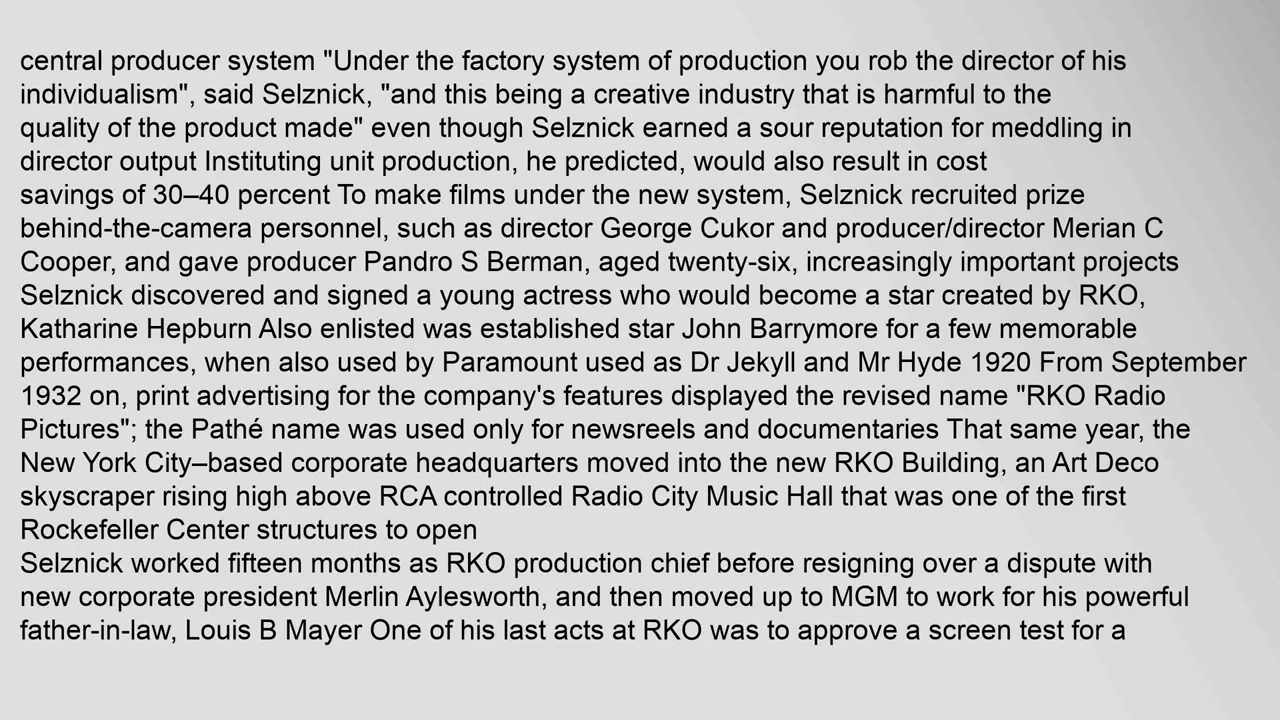 central producer system "Under the factory system of production you rob the director of his
individualism", said Selznick, "and this being a creative industry that is harmful to the
quality of the product made" even though Selznick earned a sour reputation for meddling in
director output Instituting unit production, he predicted, would also result in cost
savings of 30–40 percent To make films under the new system, Selznick recruited prize
behind-the-camera personnel, such as director George Cukor and producer/director Merian C
Cooper, and gave producer Pandro S Berman, aged twenty-six, increasingly important projects
Selznick discovered and signed a young actress who would become a star created by RKO,
Katharine Hepburn Also enlisted was established star John Barrymore for a few memorable
performances, when also used by Paramount used as Dr Jekyll and Mr Hyde 1920 From September
1932 on, print advertising for the company's features displayed the revised name "RKO Radio
Pictures"; the Pathé name was used only for newsreels and documentaries That same year, the
New York City–based corporate headquarters moved into the new RKO Building, an Art Deco
skyscraper rising high above RCA controlled Radio City Music Hall that was one of the first
Rockefeller Center structures to open
Selznick worked fifteen months as RKO production chief before resigning over a dispute with
new corporate president Merlin Aylesworth, and then moved up to MGM to work for his powerful
father-in-law, Louis B Mayer One of his last acts at RKO was to approve a screen test for a